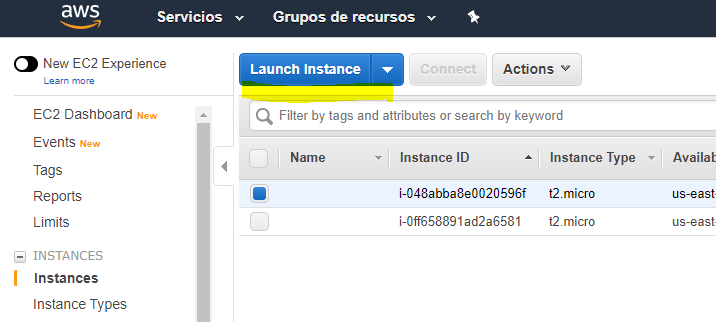 aws Servicios Grupos de recursos
New EC2 Experience
Learn more
Launch Instance Connect Actions
EC2 Dashboard New
Events New
Tags
Reports
Limits
INSTANCES
Instances
Instance Types
Filter by tags and attributes or search by keyword
Name Instance ID Instance Type Availa
i-048abba8e0020596f t2.micro us-east-
i-0ff658891ad2a6581 t2.micro us-east-